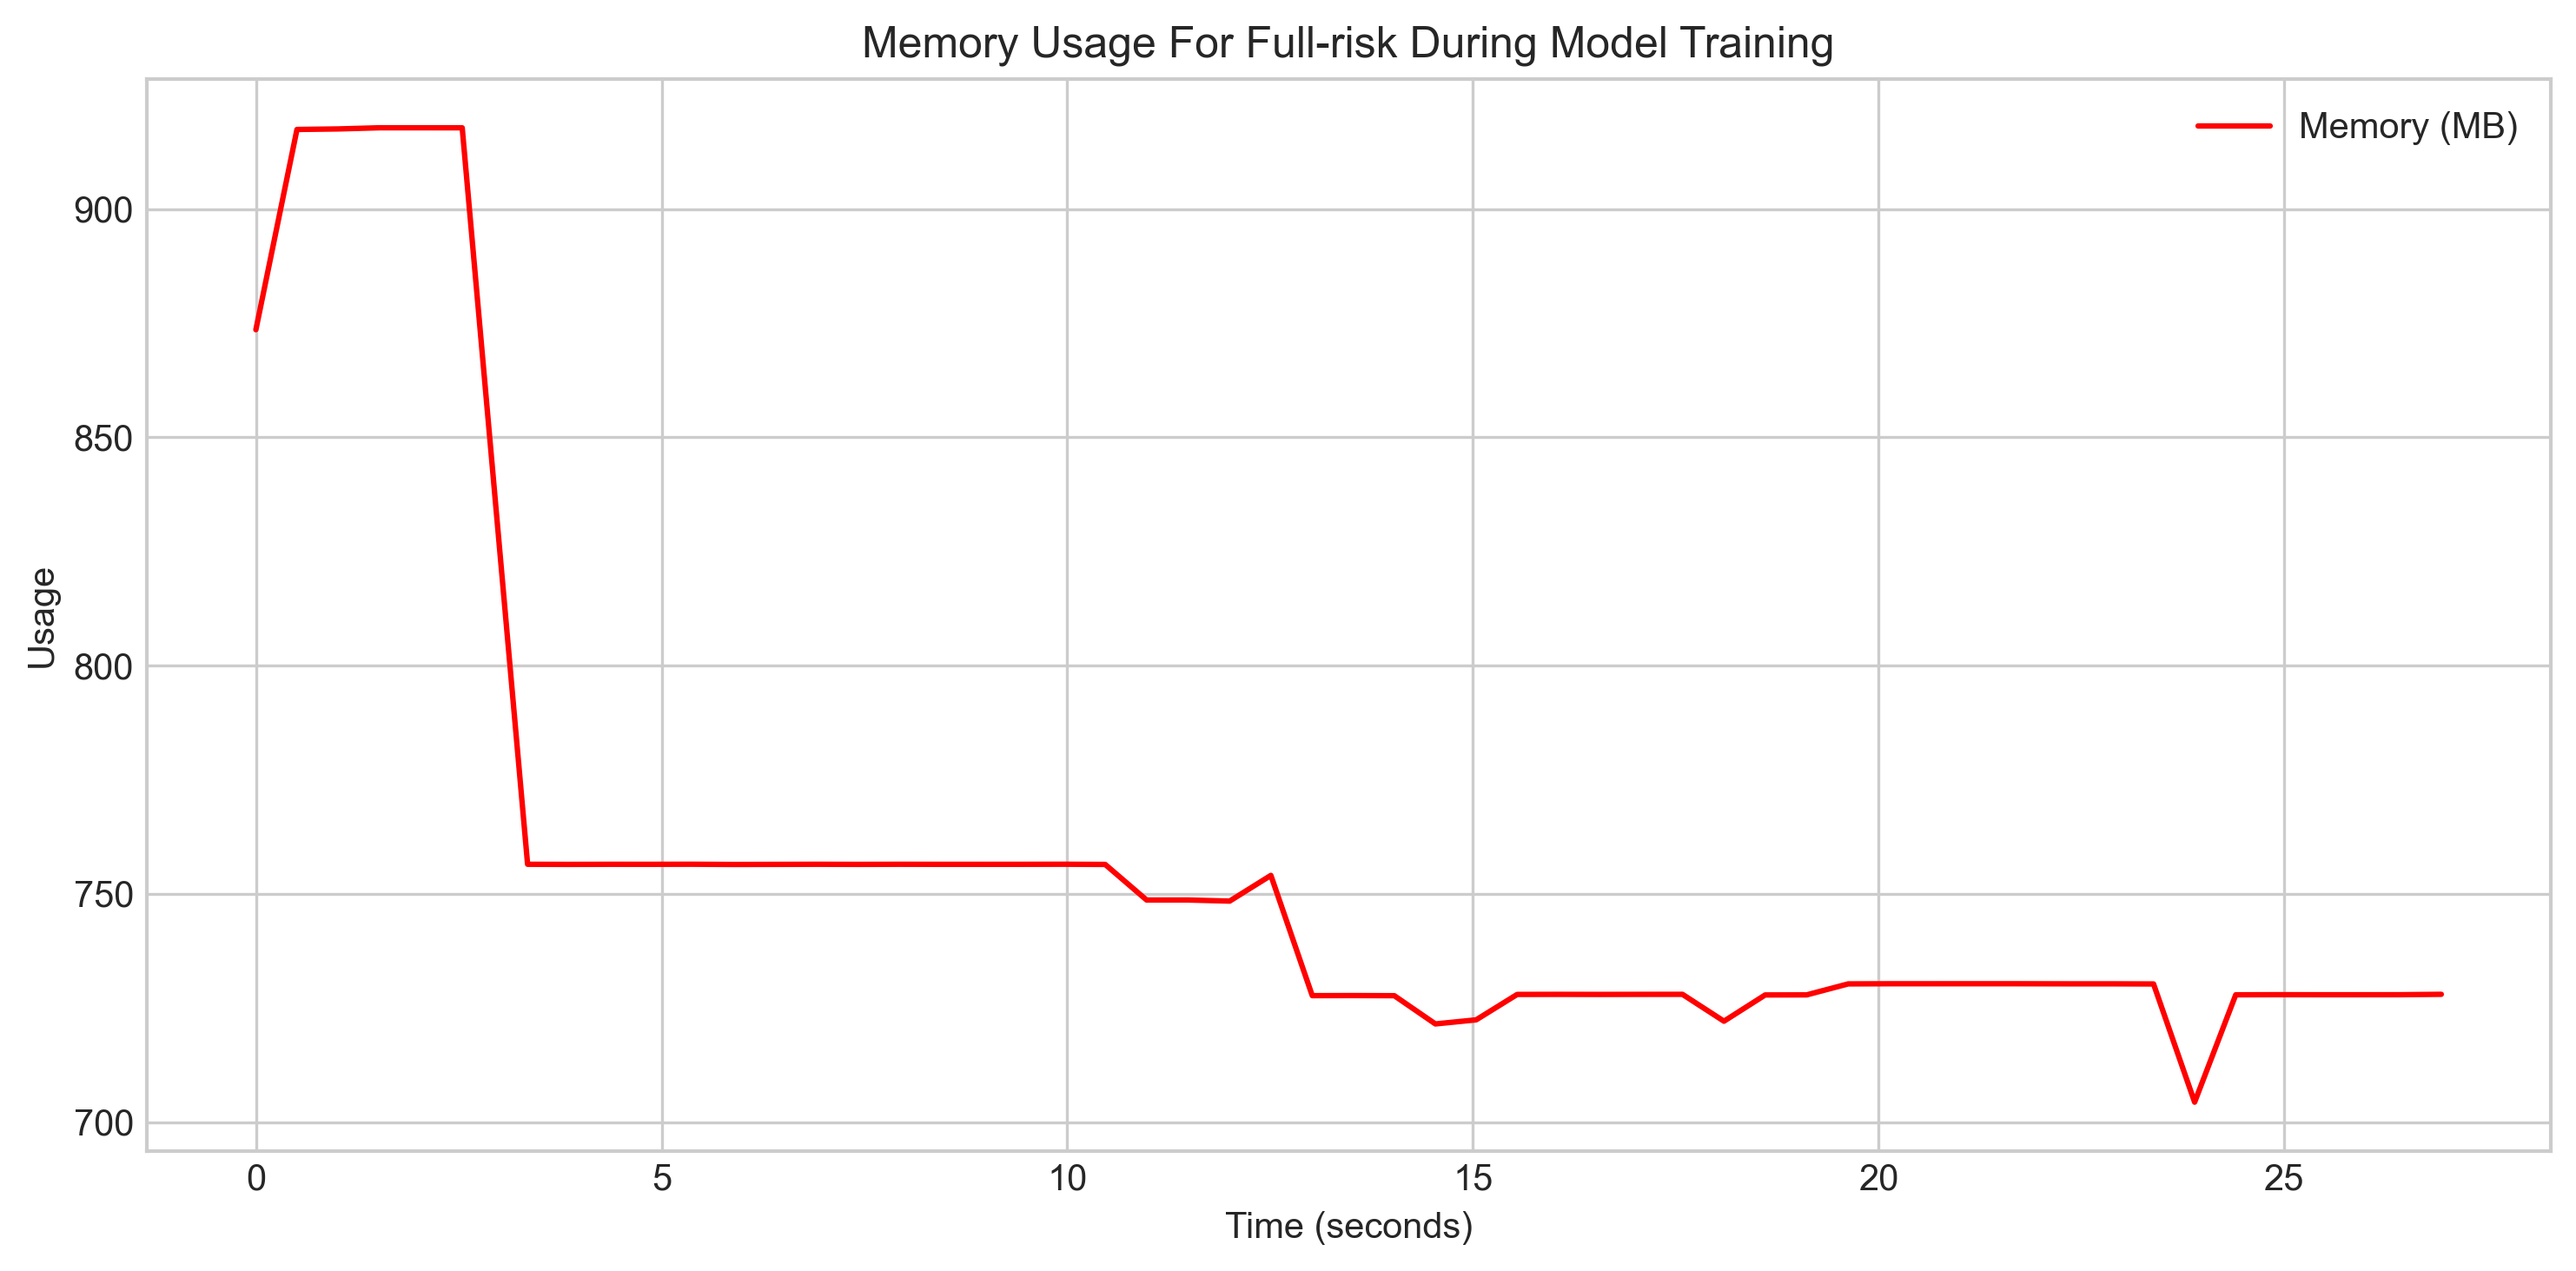 Memory Usage For Full-risk During Model Training
Memory (MB)
900
850
800
750
700
Usage
0 5 10 15 20 25
Time (seconds)